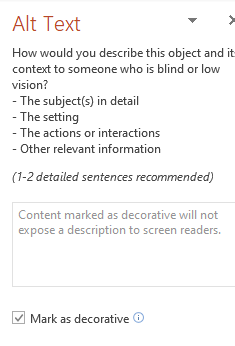 Alt Text
How would you describe this object and its
context to someone who is blind or low
vision?
- The subject(s) in detail
- The setting
- The actions or interactions
- Other relevant information
(1-2 detailed sentences recommended)
Content marked as decorative will not
expose a description to screen readers.
Mark as decorative